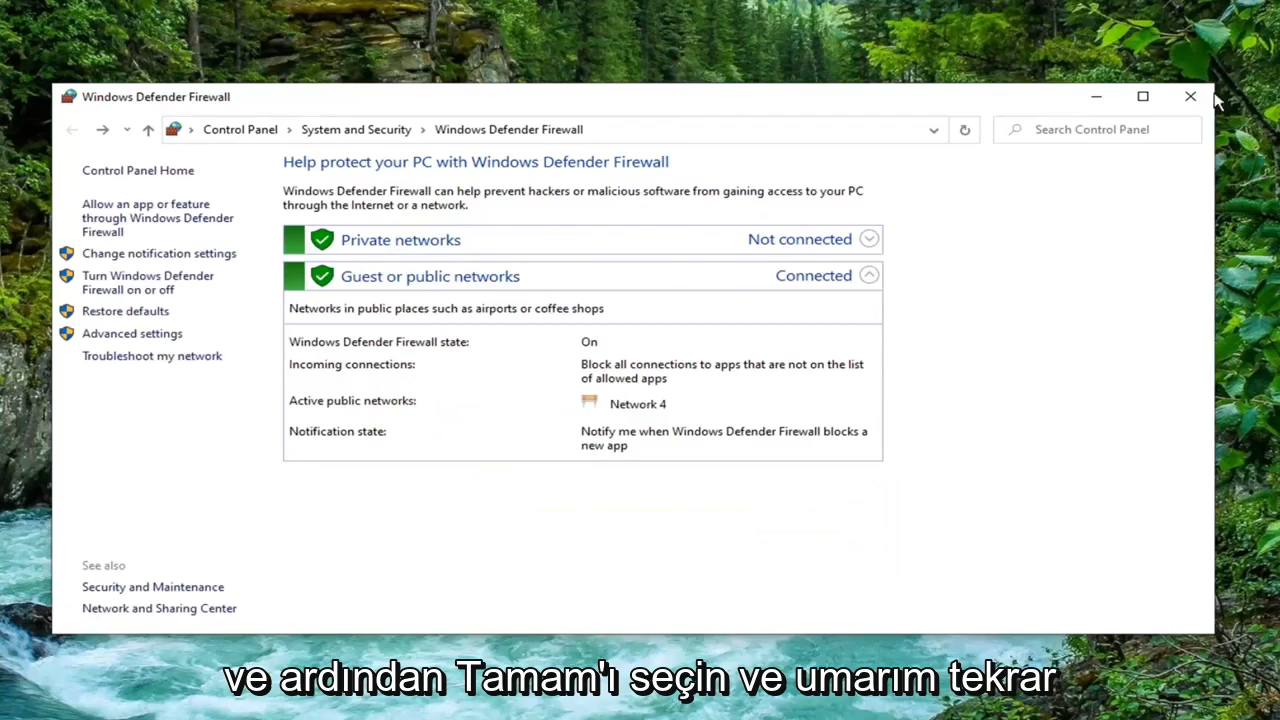 Windows Defender Firewall
Control Panel
System and Security
Windows Defender Firewall
Search Control Panel
Control Panel Home
Allow an app or feature
through Windows Defender
Firewall
Change notification settings
Turn Windows Defender
Firewall on or off
Restore defaults
Advanced settings
Troubleshoot my network
Help protect your PC with Windows Defender Firewall
Windows Defender Firewall can help prevent hackers or malicious software from gaining access to your PC
through the Internet or a network.
Private networks
Not connected
Guest or public networks
Connected
Networks in public places such as airports or coffee shops
Windows Defender Firewall state:
On
Incoming connections:
Block all connections to apps that are not on the list
of allowed apps
Active public networks:
Network 4
Notification state:
Notify me when Windows Defender Firewall blocks a
new app
See also
Security and Maintenance
Network and Sharing Center
ve ardından Tamam'ı seçin ve umarım tekrar